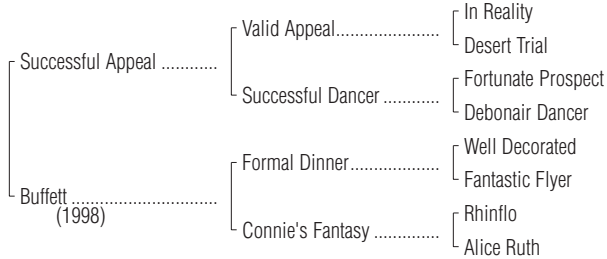 In Reality
Valid Appeal....................
Desert Trial
Successful Appeal ............
Fortunate Prospect
Successful Dancer ............
Debonair Dancer
Well Decorated
Formal Dinner..................
Fantastic Flyer
Buffett ...............................
(1998)
Rhinflo
Connie's Fantasy ..............
Alice Ruth